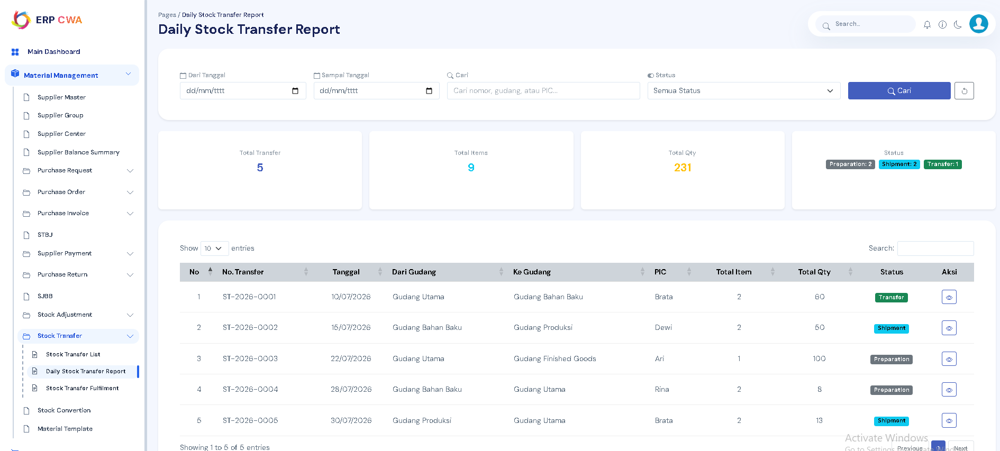 ERP CWA
Main Dashboard
Material Management
Supplier Master
Supplier Group
Supplier Center
Supplier Balance Summary
Purchase Request
Purchase Order
Purchase Invoice
STBJ
Supplier Payment
Purchase Return
SJBB
Stock Adjustment
Stock Transfer
Stock Transfer List
Daily Stock Transfer Report
Stock Transfer Fulfilment
Stock Convertion
Material Template
Pages / Daily Stock Transfer Report
Daily Stock Transfer Report
Search...
Dari Tanggal
dd/mm/tttt
Sampai Tanggal
dd/mm/tttt
Cari
Cari nomor, gudang, atau PIC...
Status
Semua Status
Cari
Total Transfer
5
Total Items
9
Total Qty
231
Status
Preparation: 2 Shipment: 2 Transfer: 1
Show 10 entries
Search:
No No. Transfer Tanggal Dari Gudang Ke Gudang PIC Total Item Total Qty Status Aksi
1 ST-2026-0001 10/07/2026 Gudang Utama Gudang Bahan Baku Brata 2 60 Transfer
2 ST-2026-0002 15/07/2026 Gudang Bahan Baku Gudang Produksi Dewi 2 50 Shipment
3 ST-2026-0003 22/07/2026 Gudang Utama Gudang Finished Goods Ari 1 100 Preparation
4 ST-2026-0004 28/07/2026 Gudang Bahan Baku Gudang Utama Rina 2 8 Preparation
5 ST-2026-0005 30/07/2026 Gudang Produksi Gudang Utama Brata 2 13 Shipment
Showing 1 to 5 of 5 entries
Previous 1 Next
Activate Windows
Go to Settings to activate Windows.